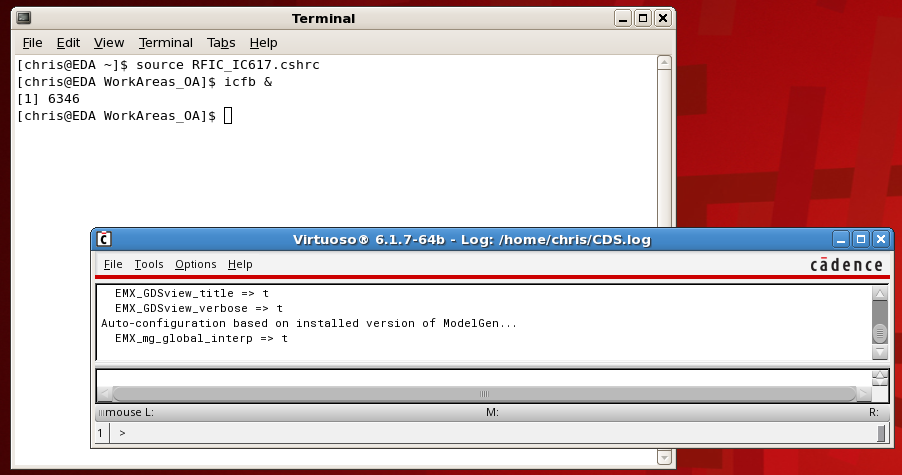 Terminal
File Edit View Terminal Tabs Help
[chris@EDA ~]$ source RFIC_IC617.cshrc
[chris@EDA WorkAreas_OA]$ icfb &
[1] 6346
[chris@EDA WorkAreas_OA]$
C
Virtuoso® 6.1.7-64b - Log: /home/chris/CDS.log
File Tools Options Help
cādence
EMX_GDSview_title => t
EMX_GDSview_verbose => t
Auto-configuration based on installed version of ModelGen...
EMX_mg_global_interp => t
mouse L: M: R:
1 >